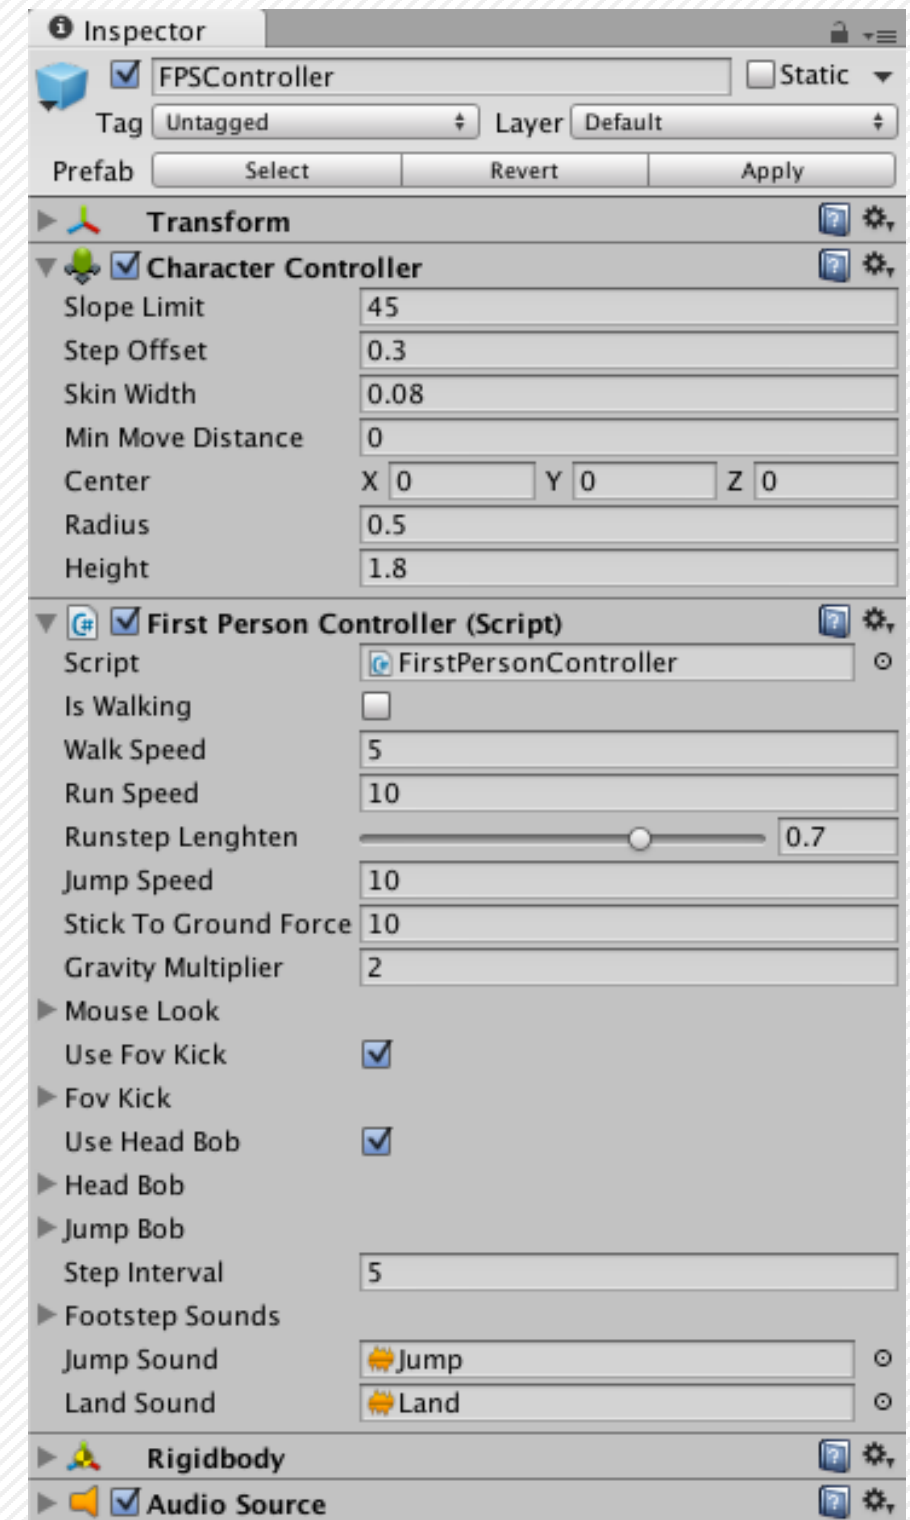 Inspector
FPSController Static
Tag Untagged Layer Default
Prefab Select Revert Apply
Transform
Character Controller
Slope Limit 45
Step Offset 0.3
Skin Width 0.08
Min Move Distance 0
Center X 0 Y 0 Z 0
Radius 0.5
Height 1.8
First Person Controller (Script)
Script FirstPersonController
Is Walking
Walk Speed 5
Run Speed 10
Runstep Lenghten 0.7
Jump Speed 10
Stick To Ground Force 10
Gravity Multiplier 2
Mouse Look
Use Fov Kick
Fov Kick
Use Head Bob
Head Bob
Jump Bob
Step Interval 5
Footstep Sounds
Jump Sound Jump
Land Sound Land
Rigidbody
Audio Source